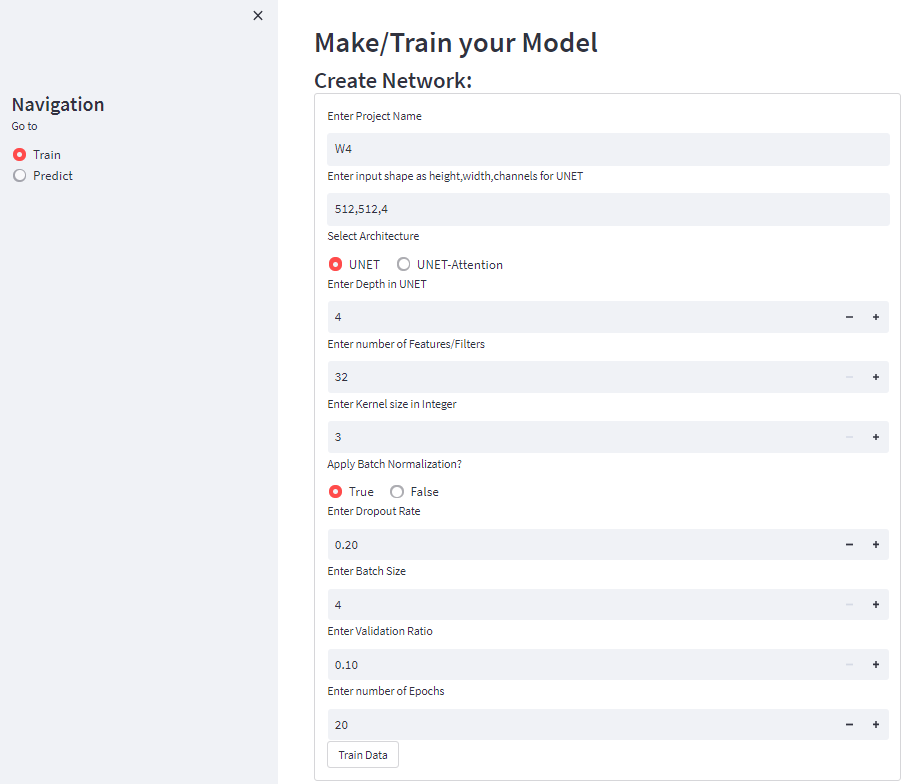 Navigation
Go to
Train
Predict
Make/Train your Model
Create Network:
Enter Project Name
W4
Enter input shape as height,width,channels for UNET
512,512,4
Select Architecture
UNET UNET-Attention
Enter Depth in UNET
4
Enter number of Features/Filters
32
Enter Kernel size in Integer
3
Apply Batch Normalization?
True False
Enter Dropout Rate
0.20
Enter Batch Size
4
Enter Validation Ratio
0.10
Enter number of Epochs
20
Train Data